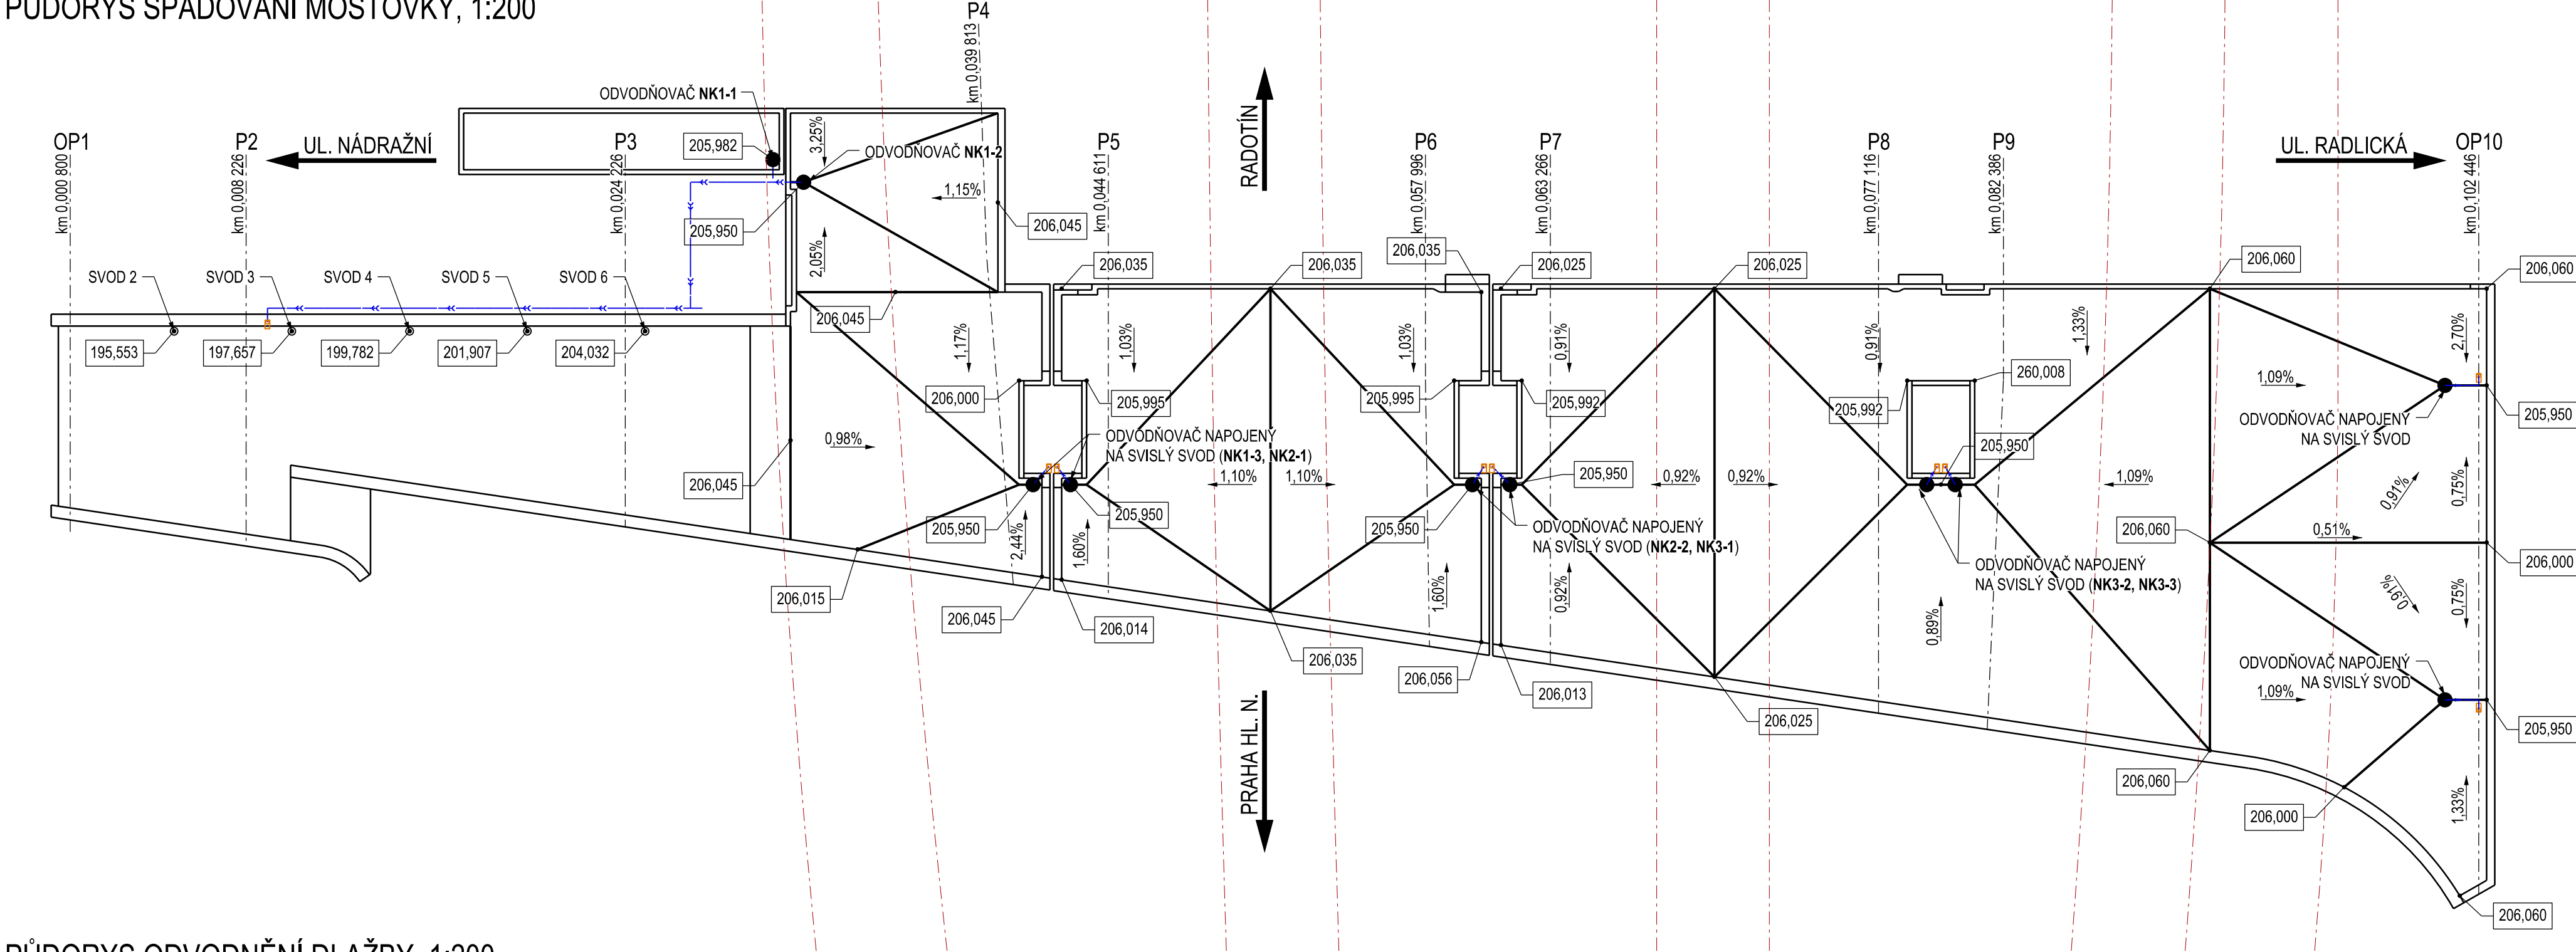 PŮDORYS SPÁDOVÁNÍ MOSTOVKY, 1:200
P4
km 0,039 813
ODVODŇOVAČ NK1-1
205,982
3,25%
ODVODŇOVAČ NK1-2
1,15%
205,950
2,05%
206,045
206,045
OP1
km 0,000 800
P2
km 0,008 226
UL. NÁDRAŽNÍ
P3
km 0,024 226
P5
km 0,044 611
RADOTÍN
P6
km 0,057 996
P7
km 0,063 266
P8
km 0,077 116
P9
km 0,082 386
UL. RADLICKÁ
OP10
km 0,102 446
SVOD 2
SVOD 3
SVOD 4
SVOD 5
SVOD 6
195,553
197,657
199,782
201,907
204,032
206,035
206,035
206,035
206,025
206,025
206,060
206,060
1,17%
1,03%
1,03%
0,91%
0,91%
1,33%
2,70%
206,000
205,995
205,995
205,992
205,992
260,008
1,09%
205,950
ODVODŇOVAČ NAPOJENÝ
NA SVISLÝ SVOD
0,98%
ODVODŇOVAČ NAPOJENÝ
NA SVISLÝ SVOD (NK1-3, NK2-1)
205,950
206,045
1,10%
1,10%
205,950
0,92%
0,92%
1,09%
0,91%
0,75%
205,950
2,44%
1,60%
205,950
205,950
ODVODŇOVAČ NAPOJENÝ
NA SVISLÝ SVOD (NK2-2, NK3-1)
206,060
0,51%
206,000
ODVODŇOVAČ NAPOJENÝ
NA SVISLÝ SVOD (NK3-2, NK3-3)
206,015
206,045
206,014
1,60%
0,92%
0,89%
0,91%
0,75%
206,035
206,056
206,013
206,025
ODVODŇOVAČ NAPOJENÝ
NA SVISLÝ SVOD
1,09%
205,950
PRAHA HL. N.
206,060
206,000
1,33%
206,060
PŮDORYS ODVODNĚNÍ DLAŽBY, 1:200